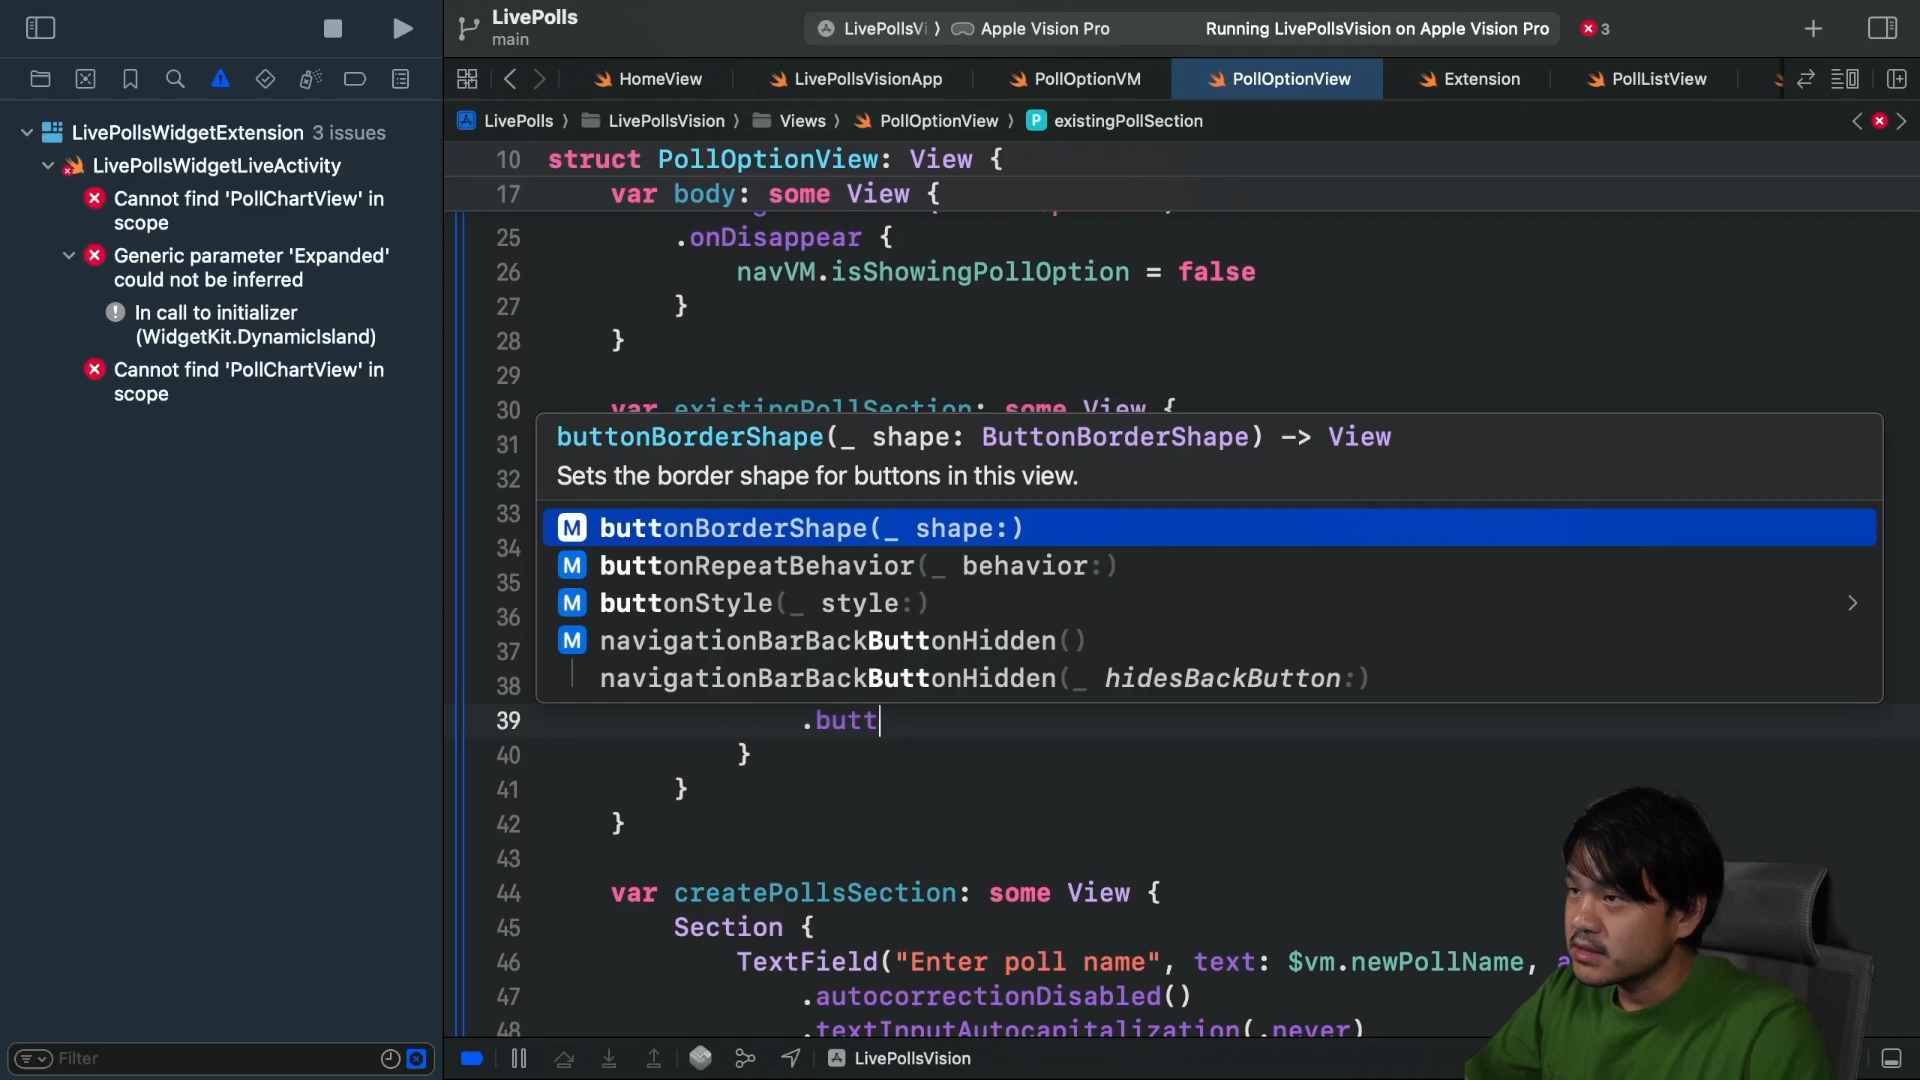 LivePolls
main
LivePollsVi
Apple Vision Pro
Running LivePollsVision on Apple Vision Pro
3
HomeView
LivePollsVisionApp
PollOptionVM
PollOptionView
Extension
PollListView
LivePolls
LivePollsVision
Views
PollOptionView
P existingPollSection
LivePollsWidgetExtension 3 issues
LivePollsWidgetLiveActivity
Cannot find 'PollChartView' in
scope
Generic parameter 'Expanded'
could not be inferred
In call to initializer
(WidgetKit.DynamicIsland)
Cannot find 'PollChartView' in
scope
10 struct PollOptionView: View {
17 var body: some View {
25 .onDisappear {
26 navVM.isShowingPollOption = false
27 }
28 }
29
30 var existingPollSection: some View {
31
32
33
34
35
36
37
38
buttonBorderShape(_ shape: ButtonBorderShape) -> View
Sets the border shape for buttons in this view.
M buttonBorderShape(_ shape:)
M buttonRepeatBehavior(_ behavior:)
M buttonStyle(_ style:)
M navigationBarBackButtonHidden()
navigationBarBackButtonHidden(_ hidesBackButton:)
39 .butt
40 }
41 }
42 }
43
44 var createPollsSection: some View {
45 Section {
46 TextField("Enter poll name", text: $vm.newPollName, a
47 .autocorrectionDisabled()
48 .textInputAutocapitalization(.never)
Filter
LivePollsVision